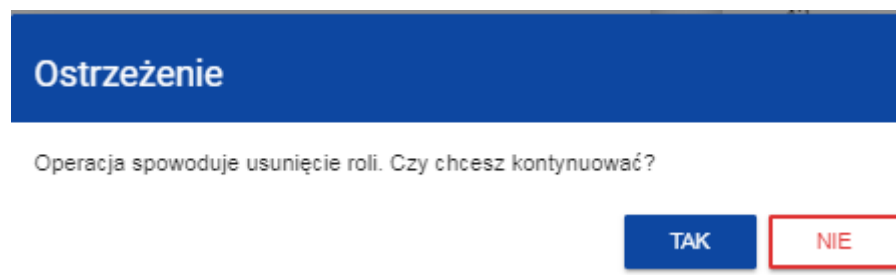 Ostrzeżenie
Operacja spowoduje usunięcie roli. Czy chcesz kontynuować?
TAK NIE